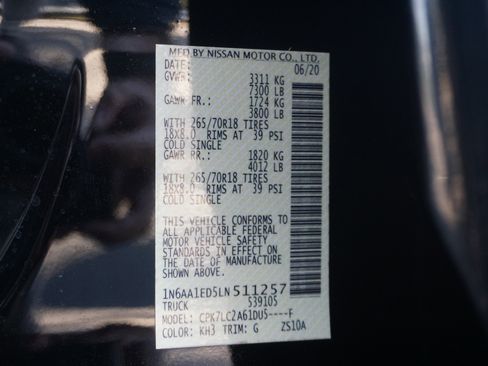 MFD.BY NISSAN MOTOR CO., LTD.
DATE: 06/20
GVWR: 3311 KG
7300 LB
GAWR FR.: 1724 KG
3800 LB
WITH 265/70R18 TIRES
18X8.0 RIMS AT 39 PSI
COLD SINGLE
GAWR RR.: 1820 KG
4012 LB
WITH 265/70R18 TIRES
18X8.0 RIMS AT 39 PSI
COLD SINGLE
THIS VEHICLE CONFORMS TO
ALL APPLICABLE FEDERAL
MOTOR VEHICLE SAFETY
STANDARDS IN EFFECT ON
THE DATE OF MANUFACTURE
SHOWN ABOVE.
1N6AA1ED5LN511257
TRUCK 539105
MODEL: CPK7LC2A61DUS----F
COLOR: KH3 TRIM: G ZS10A